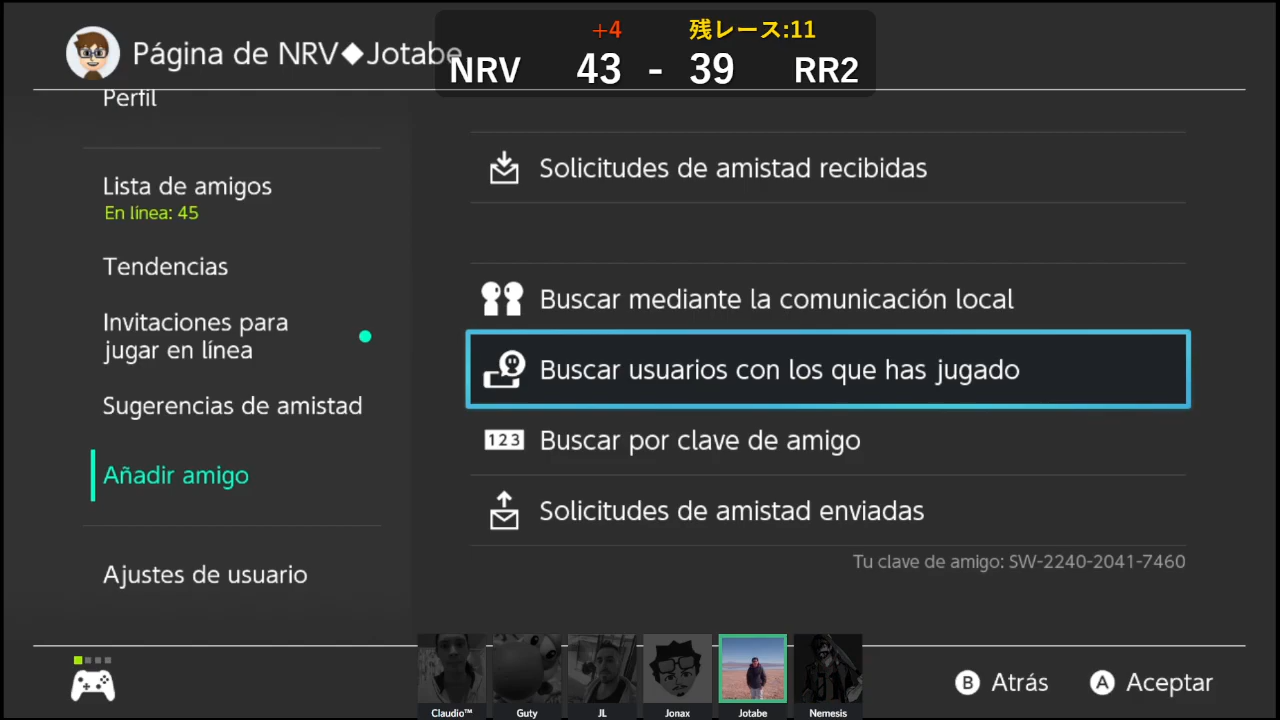 Página de NRV◆Jotabe
+4
残レース:11
NRV 43 - 39 RR2
Perfil
Lista de amigos
En línea: 45
Tendencias
Invitaciones para
jugar en línea
Sugerencias de amistad
Añadir amigo
Ajustes de usuario
Solicitudes de amistad recibidas
Buscar mediante la comunicación local
Buscar usuarios con los que has jugado
123 Buscar por clave de amigo
Solicitudes de amistad enviadas
Tu clave de amigo: SW-2240-2041-7460
Claudio™ Guty JL Jonax Jotabe Nemesis
B Atrás A Aceptar